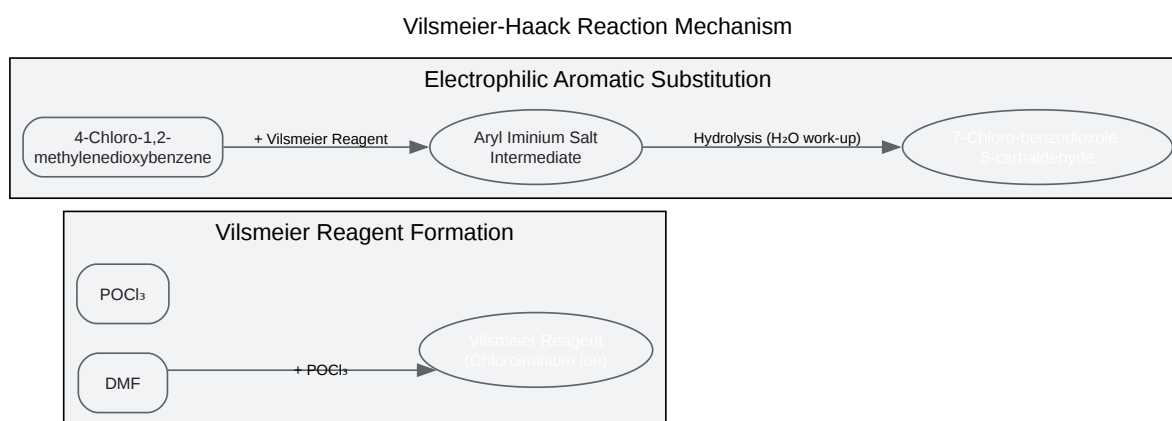 Vilsmeier-Haack Reaction Mechanism
Electrophilic Aromatic Substitution
4-Chloro-1,2-
methylenedioxybenzene
+ Vilsmeier Reagent
Aryl Iminium Salt
Intermediate
Hydrolysis (H₂O work-up)
7-Chloro-benzodioxole-
5-carbaldehyde
Vilsmeier Reagent Formation
POCl₃
DMF
+ POCl₃
Vilsmeier Reagent
(Chloroiminium ion)